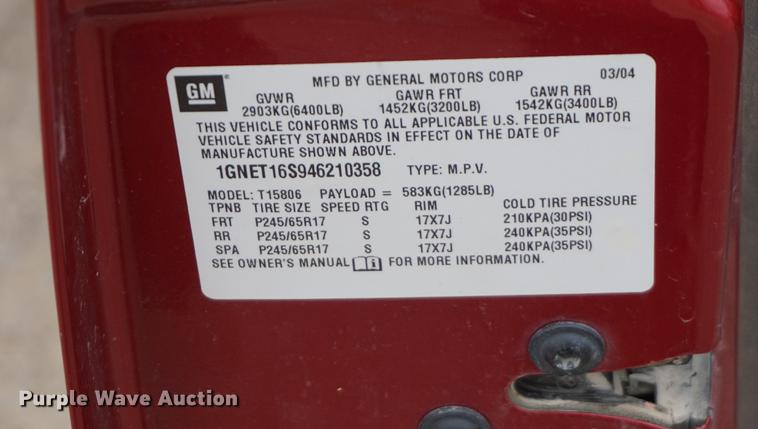 GM
MFD BY GENERAL MOTORS CORP 03/04
GVWR GAWR FRT GAWR RR
2903KG(6400LB) 1452KG(3200LB) 1542KG(3400LB)
THIS VEHICLE CONFORMS TO ALL APPLICABLE U.S. FEDERAL MOTOR
VEHICLE SAFETY STANDARDS IN EFFECT ON THE DATE OF
MANUFACTURE SHOWN ABOVE.
1GNET16S946210358 TYPE: M.P.V.
MODEL: T15806 PAYLOAD = 583KG(1285LB)
TPNB TIRE SIZE SPEED RTG RIM COLD TIRE PRESSURE
FRT P245/65R17 S 17X7J 210KPA(30PSI)
RR P245/65R17 S 17X7J 240KPA(35PSI)
SPA P245/65R17 S 17X7J 240KPA(35PSI)
SEE OWNER'S MANUAL FOR MORE INFORMATION.
Purple Wave Auction